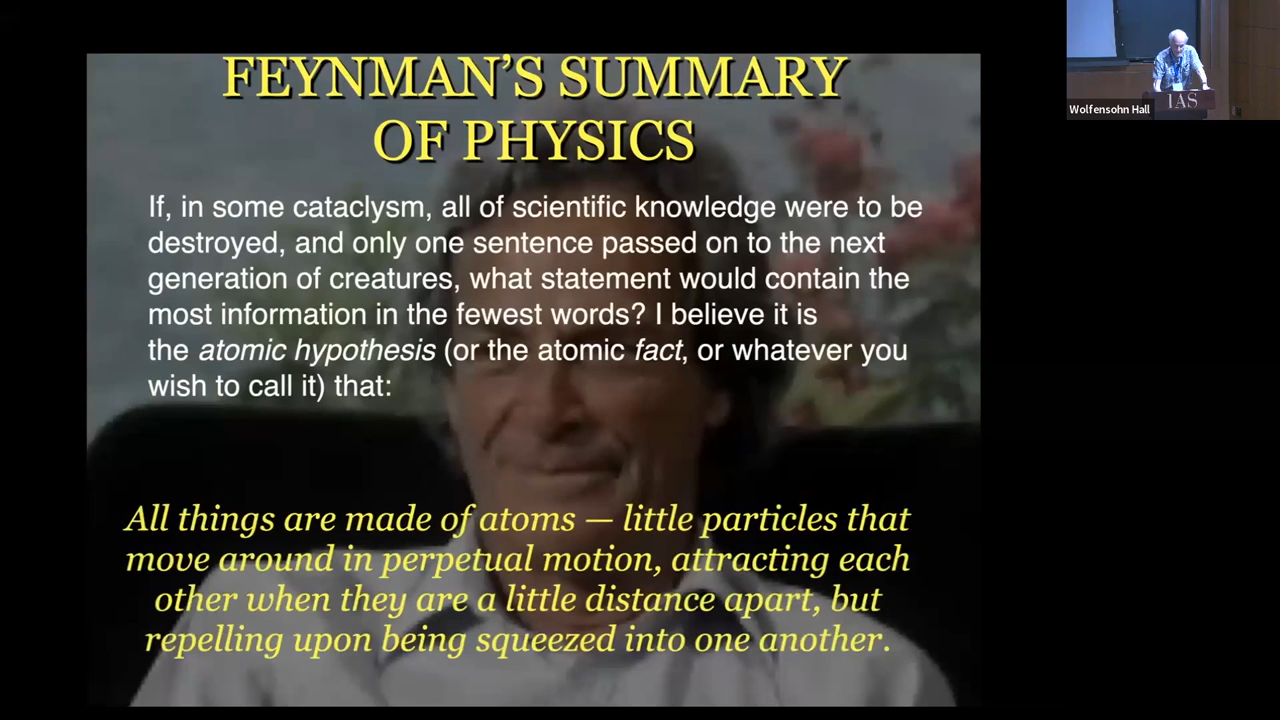 FEYNMAN’S SUMMARY
OF PHYSICS
If, in some cataclysm, all of scientific knowledge were to be
destroyed, and only one sentence passed on to the next
generation of creatures, what statement would contain the
most information in the fewest words? I believe it is
the atomic hypothesis (or the atomic fact, or whatever you
wish to call it) that:
All things are made of atoms — little particles that
move around in perpetual motion, attracting each
other when they are a little distance apart, but
repelling upon being squeezed into one another.
IAS
Wolfensohn Hall